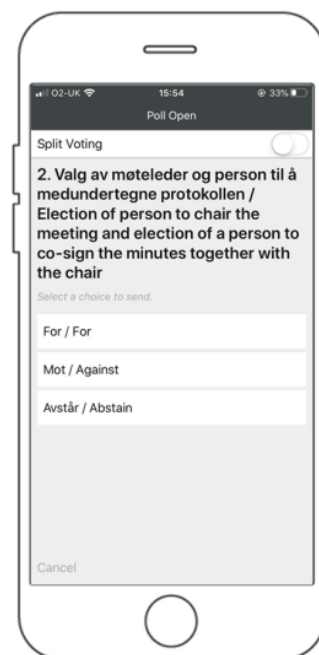 O2-UK 15:54 33%
Poll Open
Split Voting
2. Valg av møteleder og person til å
medundertegne protokollen /
Election of person to chair the
meeting and election of a person to
co-sign the minutes together with
the chair
Select a choice to send.
For / For
Mot / Against
Avstår / Abstain
Cancel